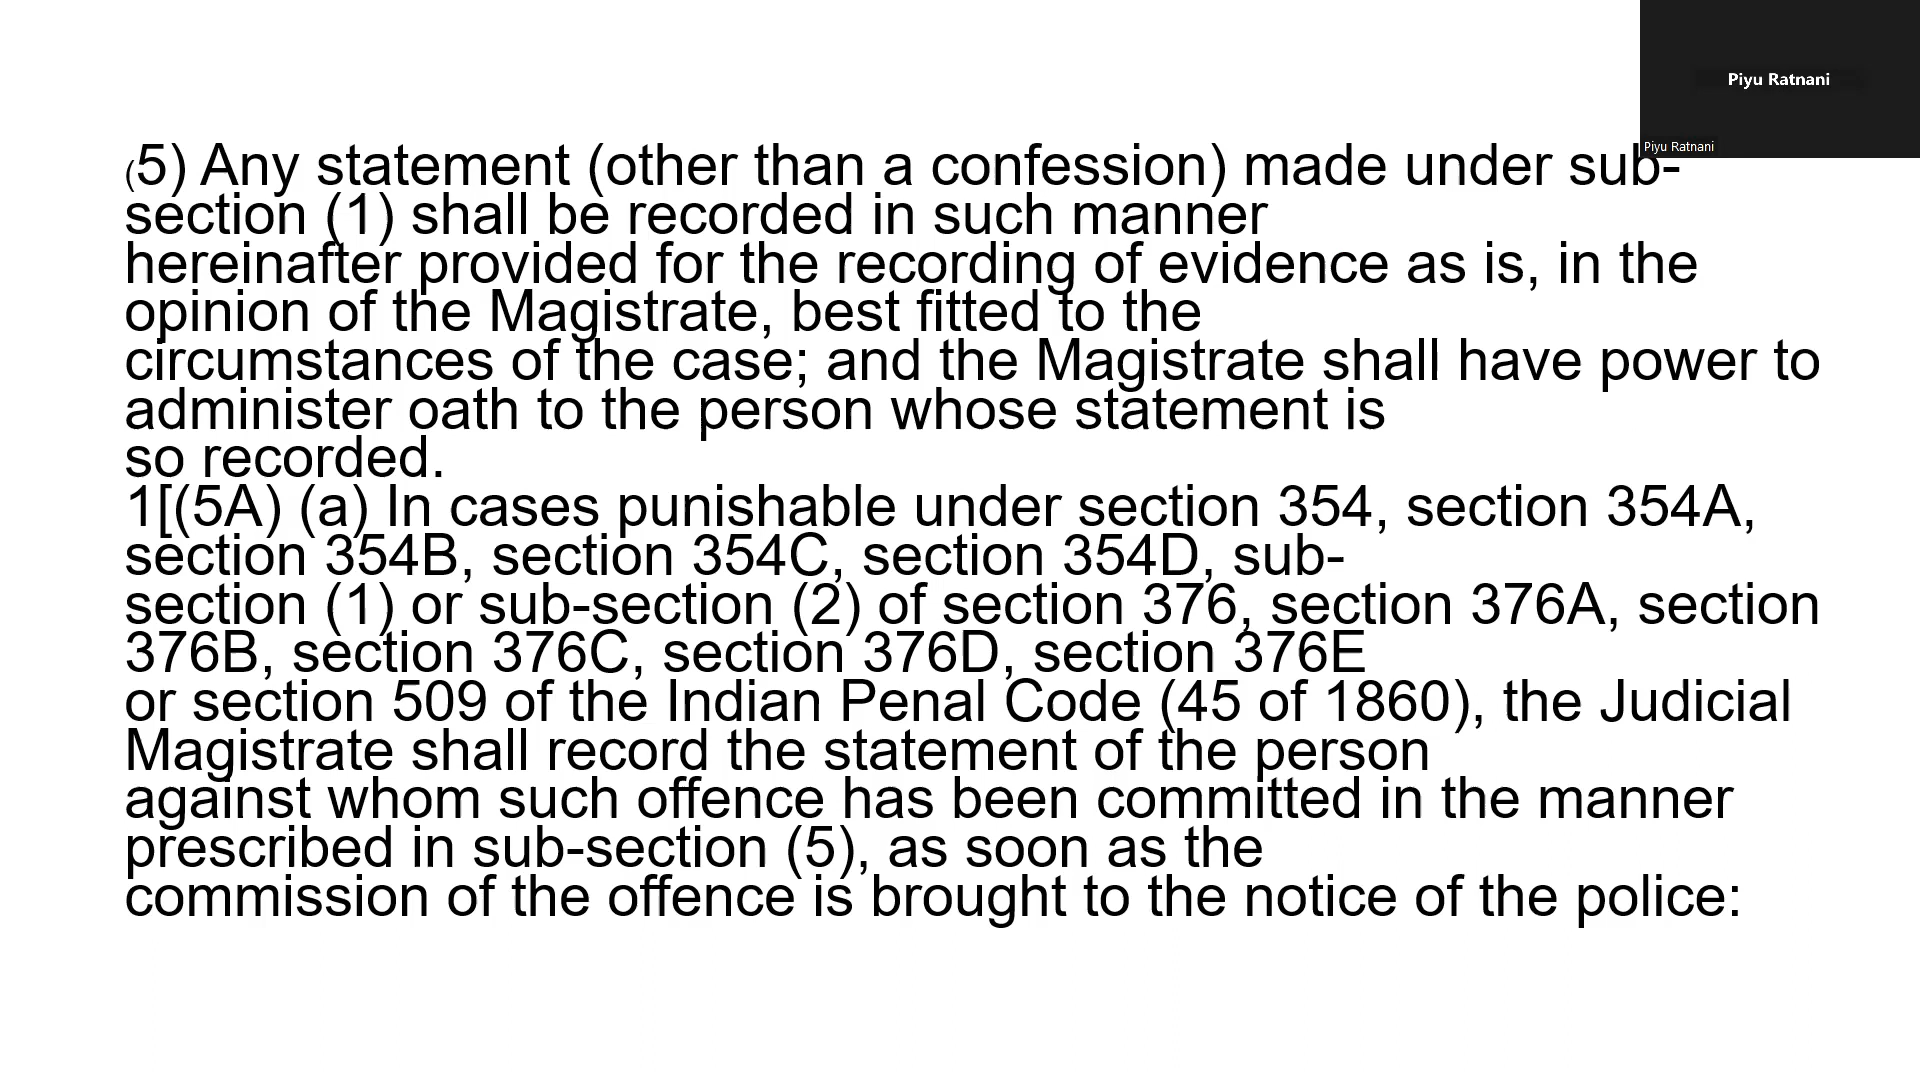 Piyu Ratnani
Piyu Ratnani
(5) Any statement (other than a confession) made under sub-
section (1) shall be recorded in such manner
hereinafter provided for the recording of evidence as is, in the
opinion of the Magistrate, best fitted to the
circumstances of the case; and the Magistrate shall have power to
administer oath to the person whose statement is
so recorded.
1[(5A) (a) In cases punishable under section 354, section 354A,
section 354B, section 354C, section 354D, sub-
section (1) or sub-section (2) of section 376, section 376A, section
376B, section 376C, section 376D, section 376E
or section 509 of the Indian Penal Code (45 of 1860), the Judicial
Magistrate shall record the statement of the person
against whom such offence has been committed in the manner
prescribed in sub-section (5), as soon as the
commission of the offence is brought to the notice of the police: